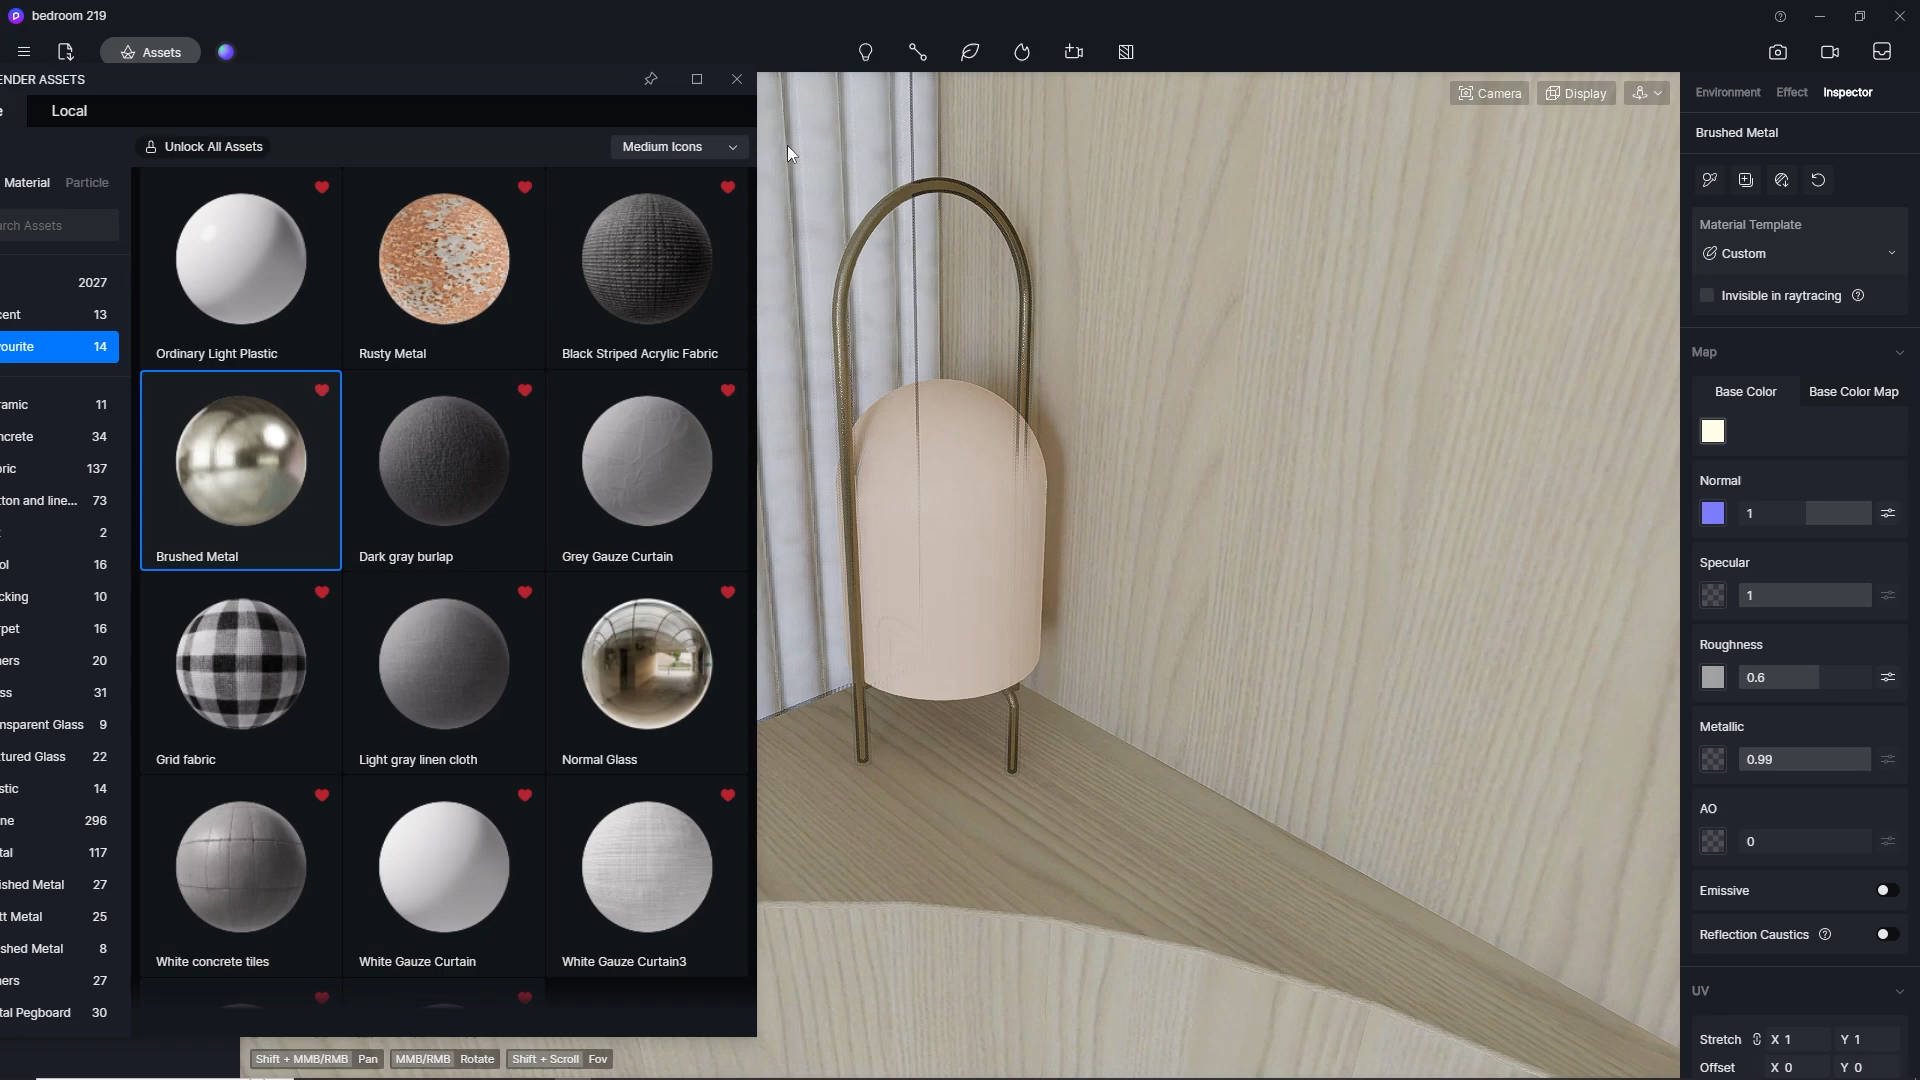 bedroom 219
Assets
ENDER ASSETS
Local
Unlock All Assets
Medium Icons
Material Particle
arch Assets
2027
cent 13
ourite 14
ramic 11
ncrete 34
ric 137
ton and line... 73
2
ol 16
cking 10
pet 16
ners 20
ss 31
nsparent Glass 9
tured Glass 22
stic 14
ne 296
tal 117
ished Metal 27
tt Metal 25
shed Metal 8
ners 27
tal Pegboard 30
Ordinary Light Plastic
Rusty Metal
Black Striped Acrylic Fabric
Brushed Metal
Dark gray burlap
Grey Gauze Curtain
Grid fabric
Light gray linen cloth
Normal Glass
White concrete tiles
White Gauze Curtain
White Gauze Curtain3
Shift + MMB/RMB Pan MMB/RMB Rotate Shift + Scroll Fov
Camera Display
Environment Effect Inspector
Brushed Metal
Material Template
Custom
Invisible in raytracing
Map
Base Color Base Color Map
Normal
1
Specular
1
Roughness
0.6
Metallic
0.99
AO
0
Emissive
Reflection Caustics
UV
Stretch X 1 Y 1
Offset X 0 Y 0